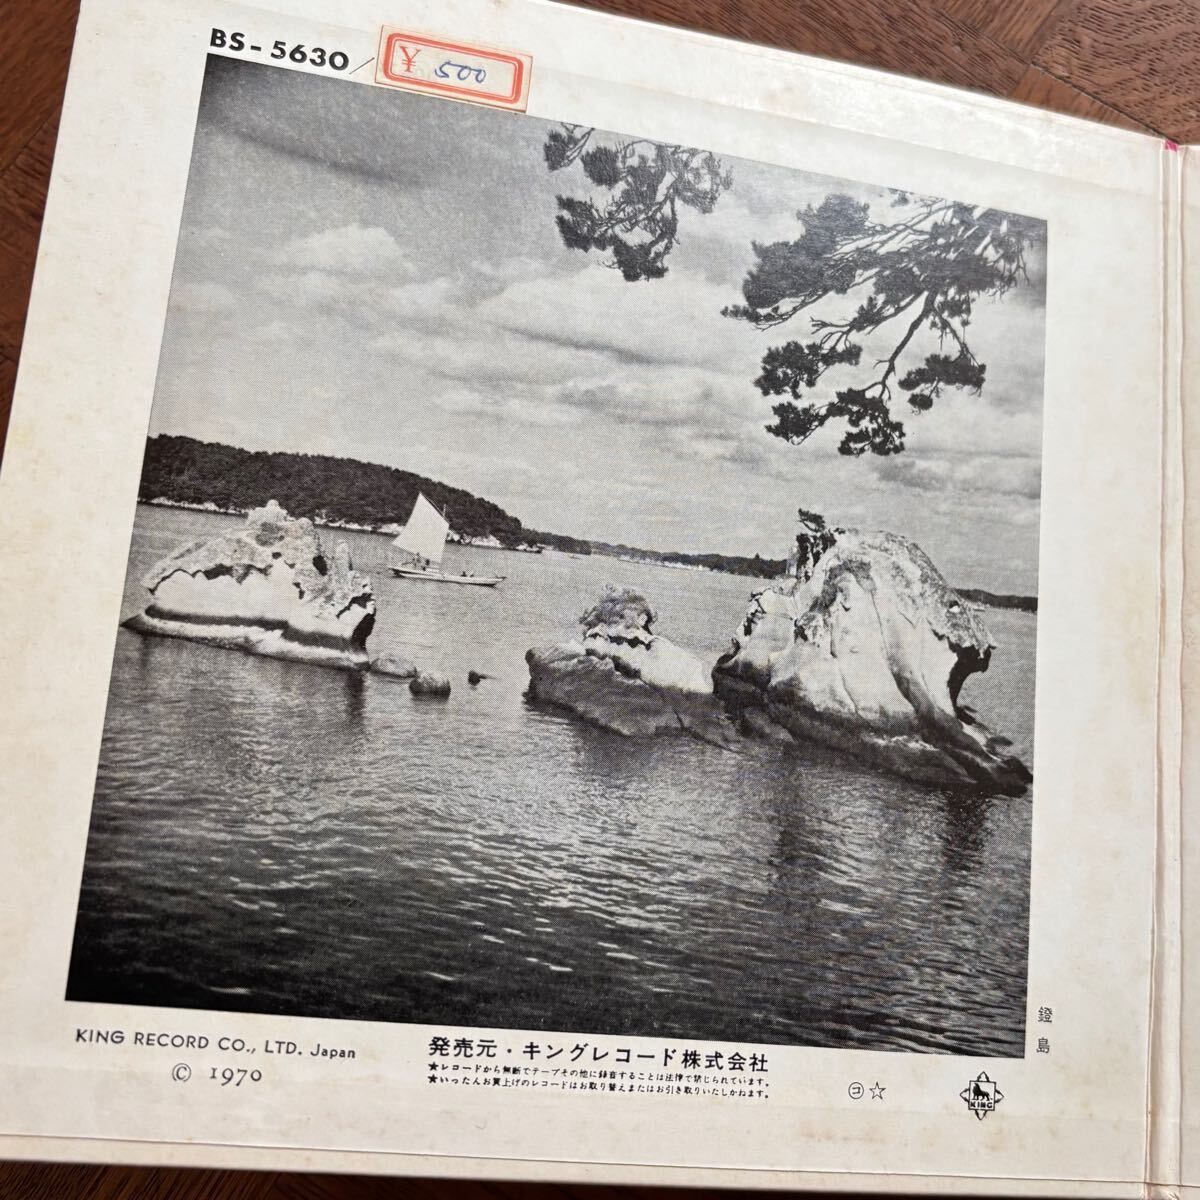 BS-5630/
¥ 500
鐙島
KING RECORD CO., LTD. Japan
© 1970
発売元・キングレコード株式会社
★レコードから無断でテープその他に録音することは法律で禁じられています。
★いったんお買上げのレコードはお取り替えまたはお引き取りいたしかねます。
㋙☆
KING